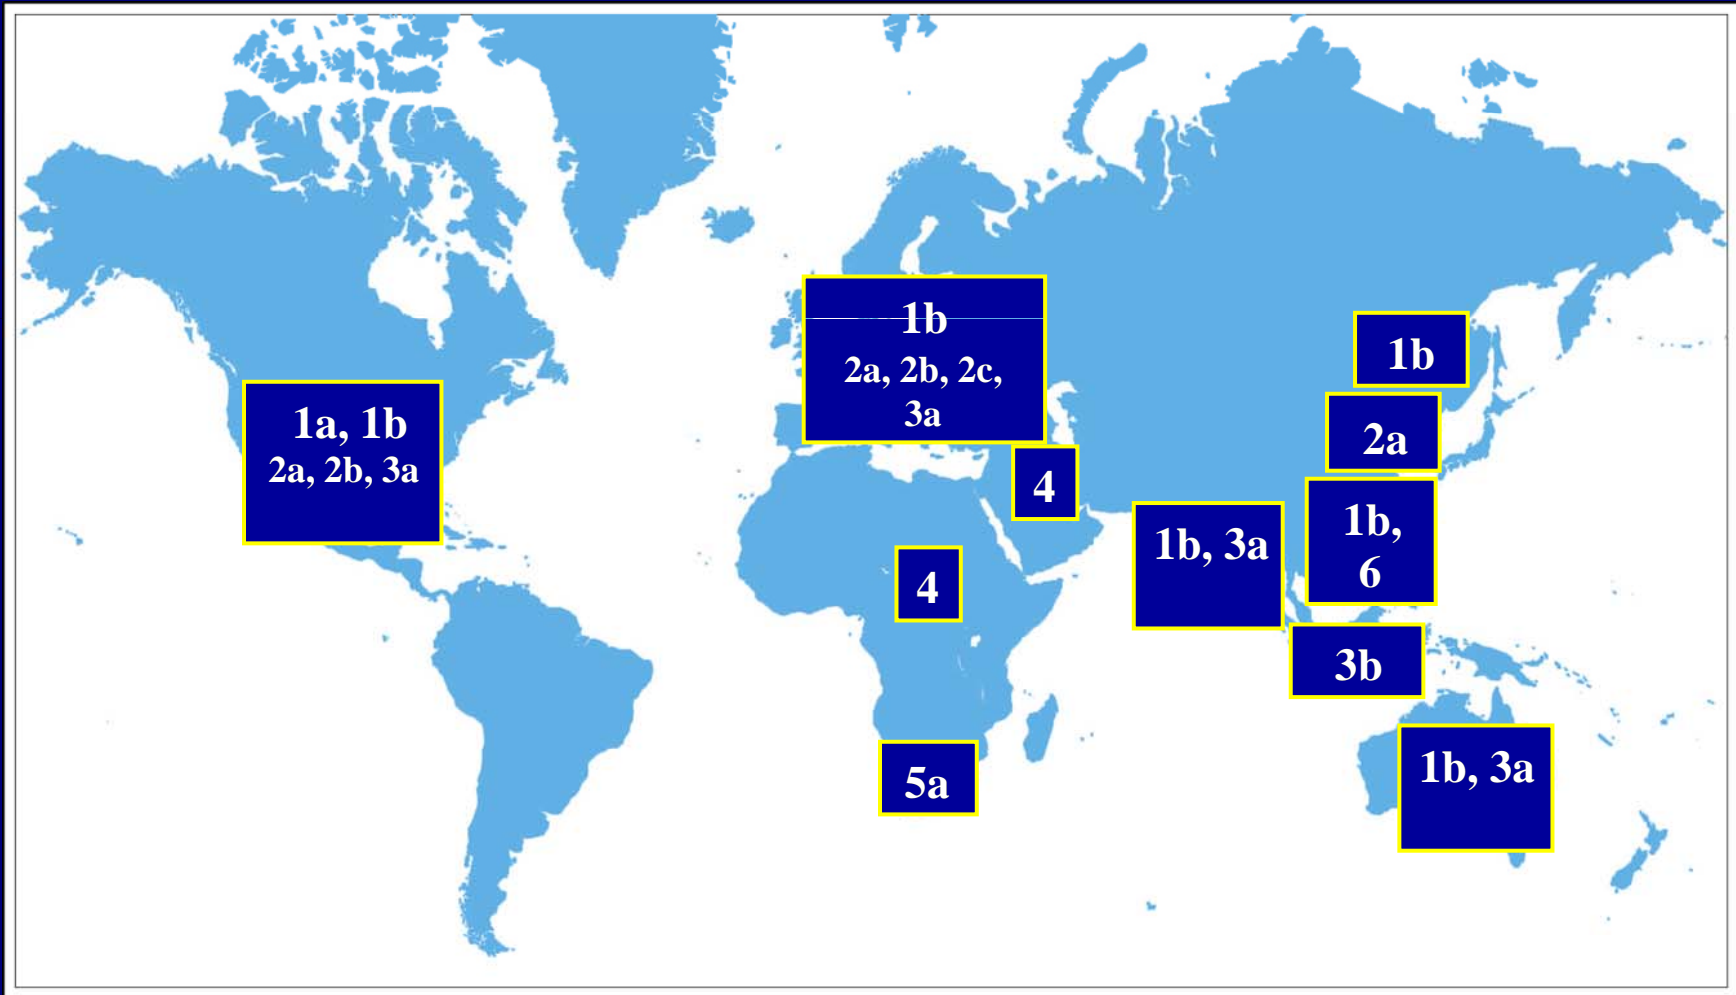 1b
2a, 2b, 2c,
3a
1b
1a, 1b
2a, 2b, 3a
2a
4
1b, 3a
1b,
6
4
3b
5a
1b, 3a